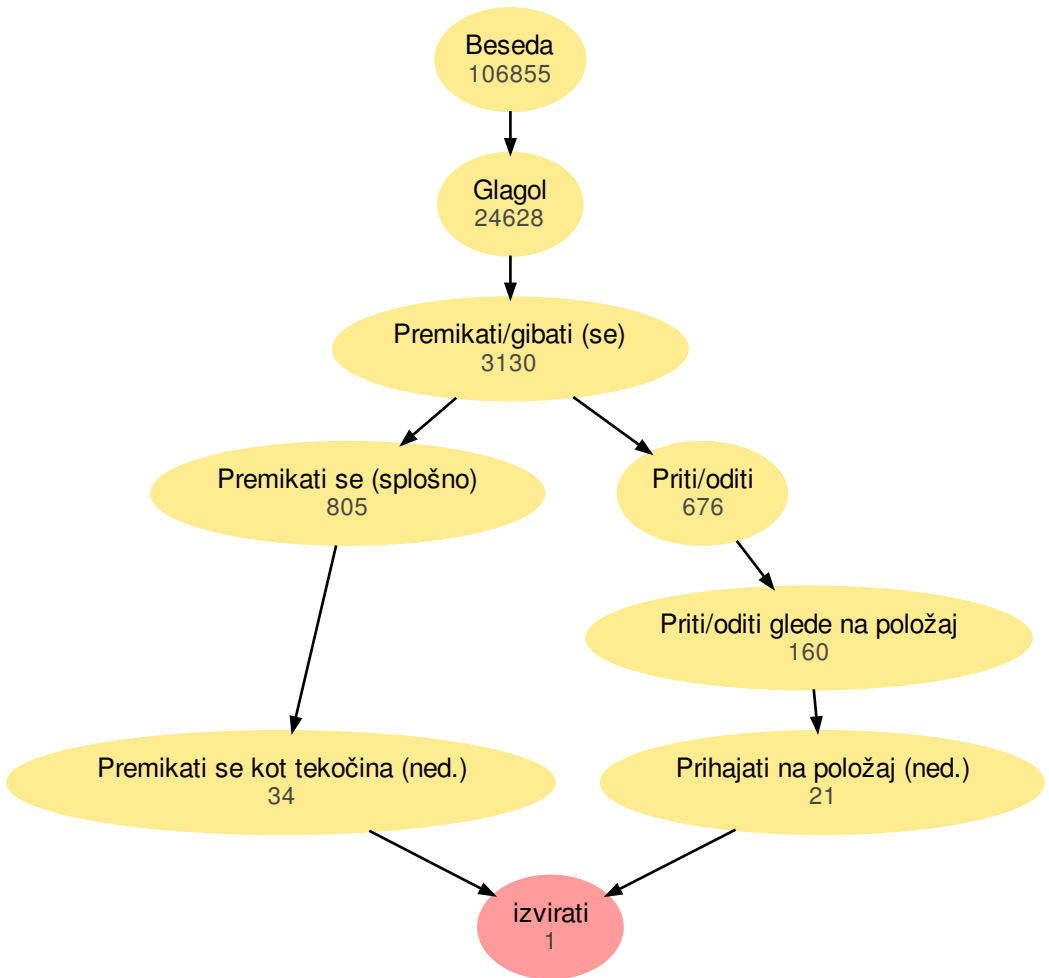 Beseda
106855
Glagol
24628
Premikati/gibati (se)
3130
Premikati se (splošno)
805
Priti/oditi
676
Priti/oditi glede na položaj
160
Premikati se kot tekočina (ned.)
34
Prihajati na položaj (ned.)
21
izvirati
1